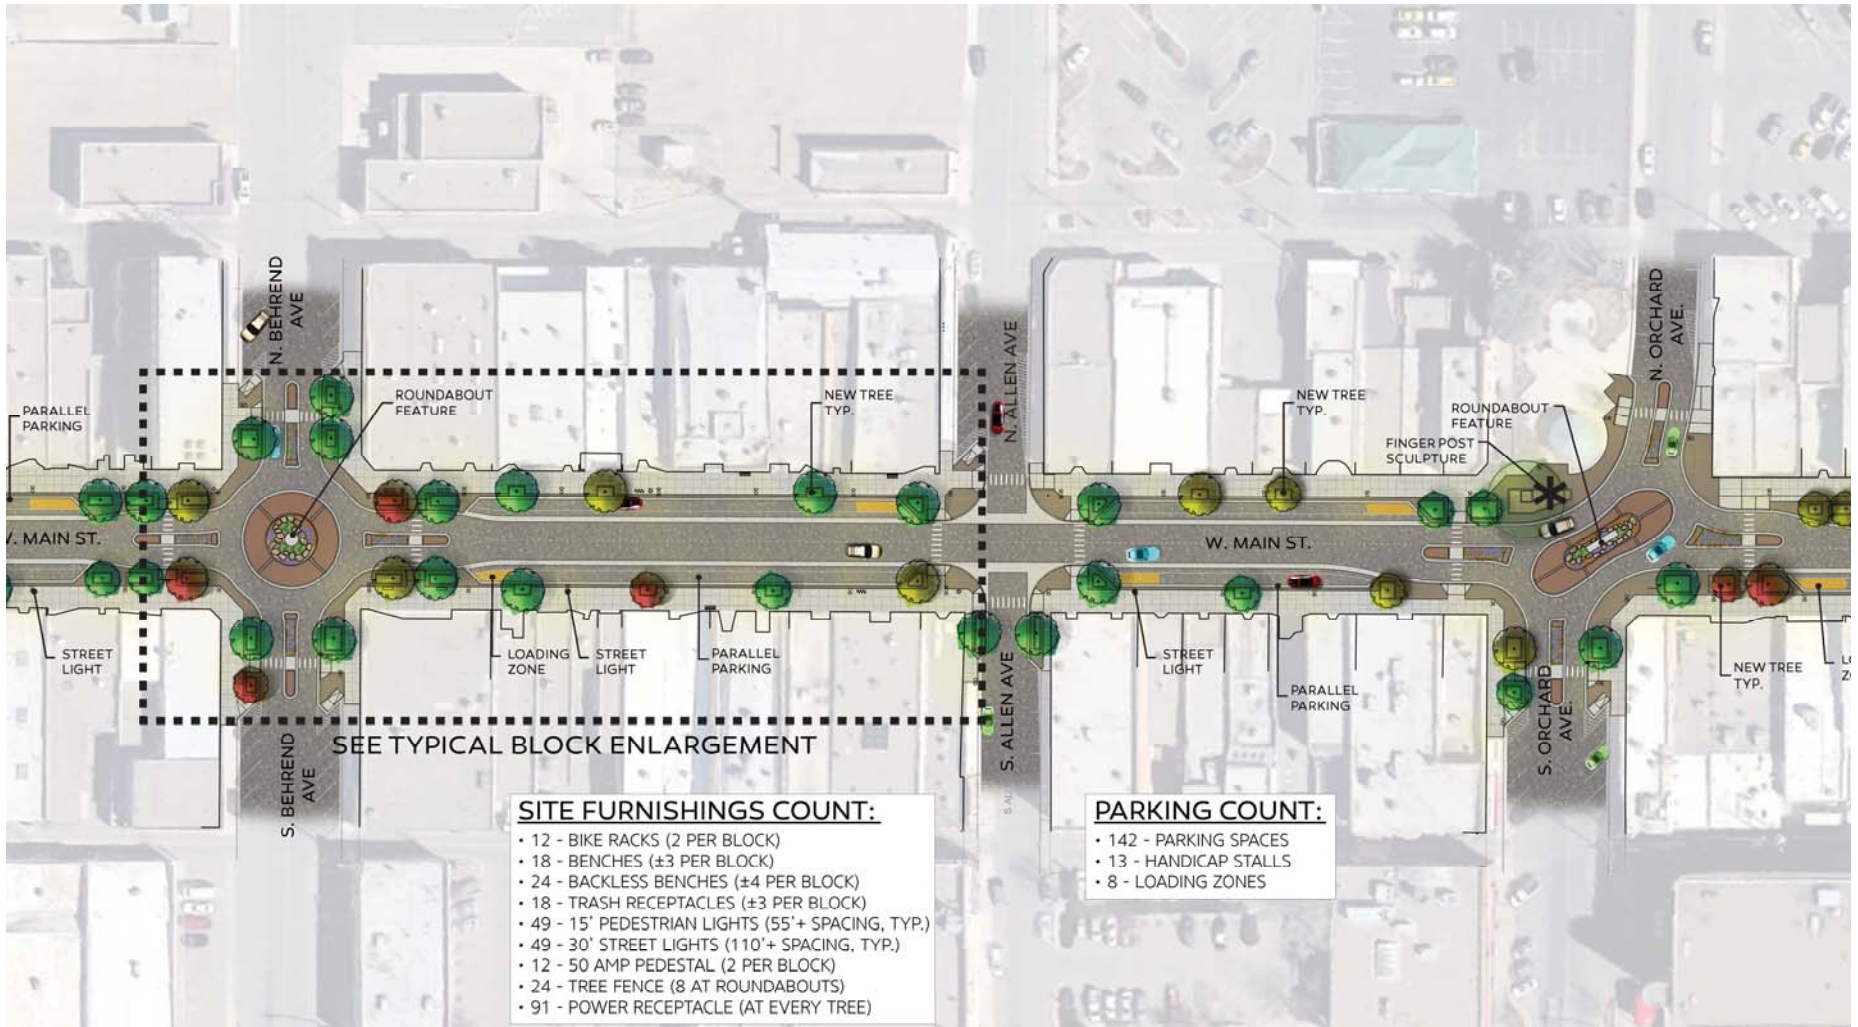 N. BEHREND
AVE
N. ALLEN AVE
N. ORCHARD
AVE.
PARALLEL
PARKING
ROUNDABOUT
FEATURE
NEW TREE
TYP.
NEW TREE
TYP.
ROUNDABOUT
FEATURE
FINGER POST
SCULPTURE
W. MAIN ST.
W. MAIN ST.
STREET
LIGHT
LOADING
ZONE
STREET
LIGHT
PARALLEL
PARKING
STREET
LIGHT
PARALLEL
PARKING
NEW TREE
TYP.
S. BEHREND
AVE
S. ALLEN AVE
S. ORCHARD
AVE.
SEE TYPICAL BLOCK ENLARGEMENT
SITE FURNISHINGS COUNT:
• 12 - BIKE RACKS (2 PER BLOCK)
• 18 - BENCHES (±3 PER BLOCK)
• 24 - BACKLESS BENCHES (±4 PER BLOCK)
• 18 - TRASH RECEPTACLES (±3 PER BLOCK)
• 49 - 15' PEDESTRIAN LIGHTS (55'+ SPACING, TYP.)
• 49 - 30' STREET LIGHTS (110'+ SPACING, TYP.)
• 12 - 50 AMP PEDESTAL (2 PER BLOCK)
• 24 - TREE FENCE (8 AT ROUNDABOUTS)
• 91 - POWER RECEPTACLE (AT EVERY TREE)
PARKING COUNT:
• 142 - PARKING SPACES
• 13 - HANDICAP STALLS
• 8 - LOADING ZONES